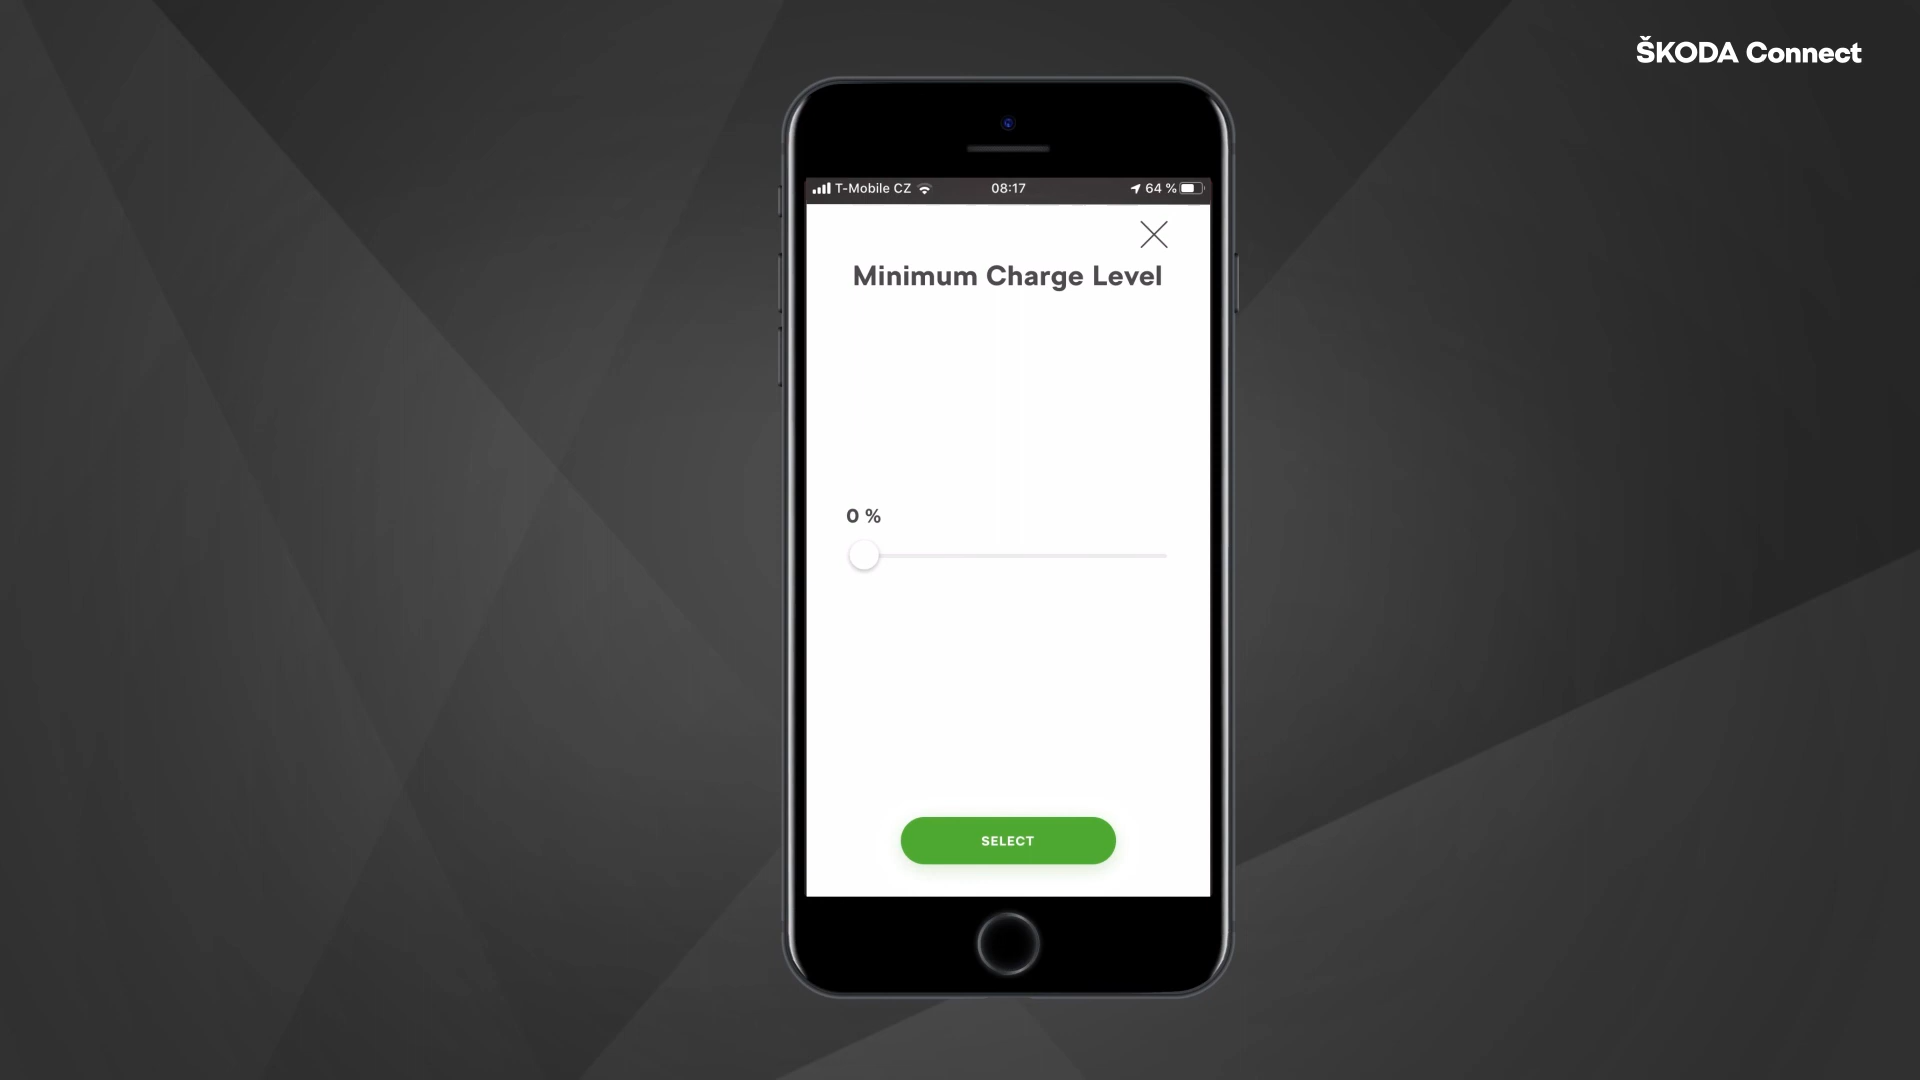 ŠKODA Connect
T-Mobile CZ 08:17 64 %
Minimum Charge Level
0 %
SELECT